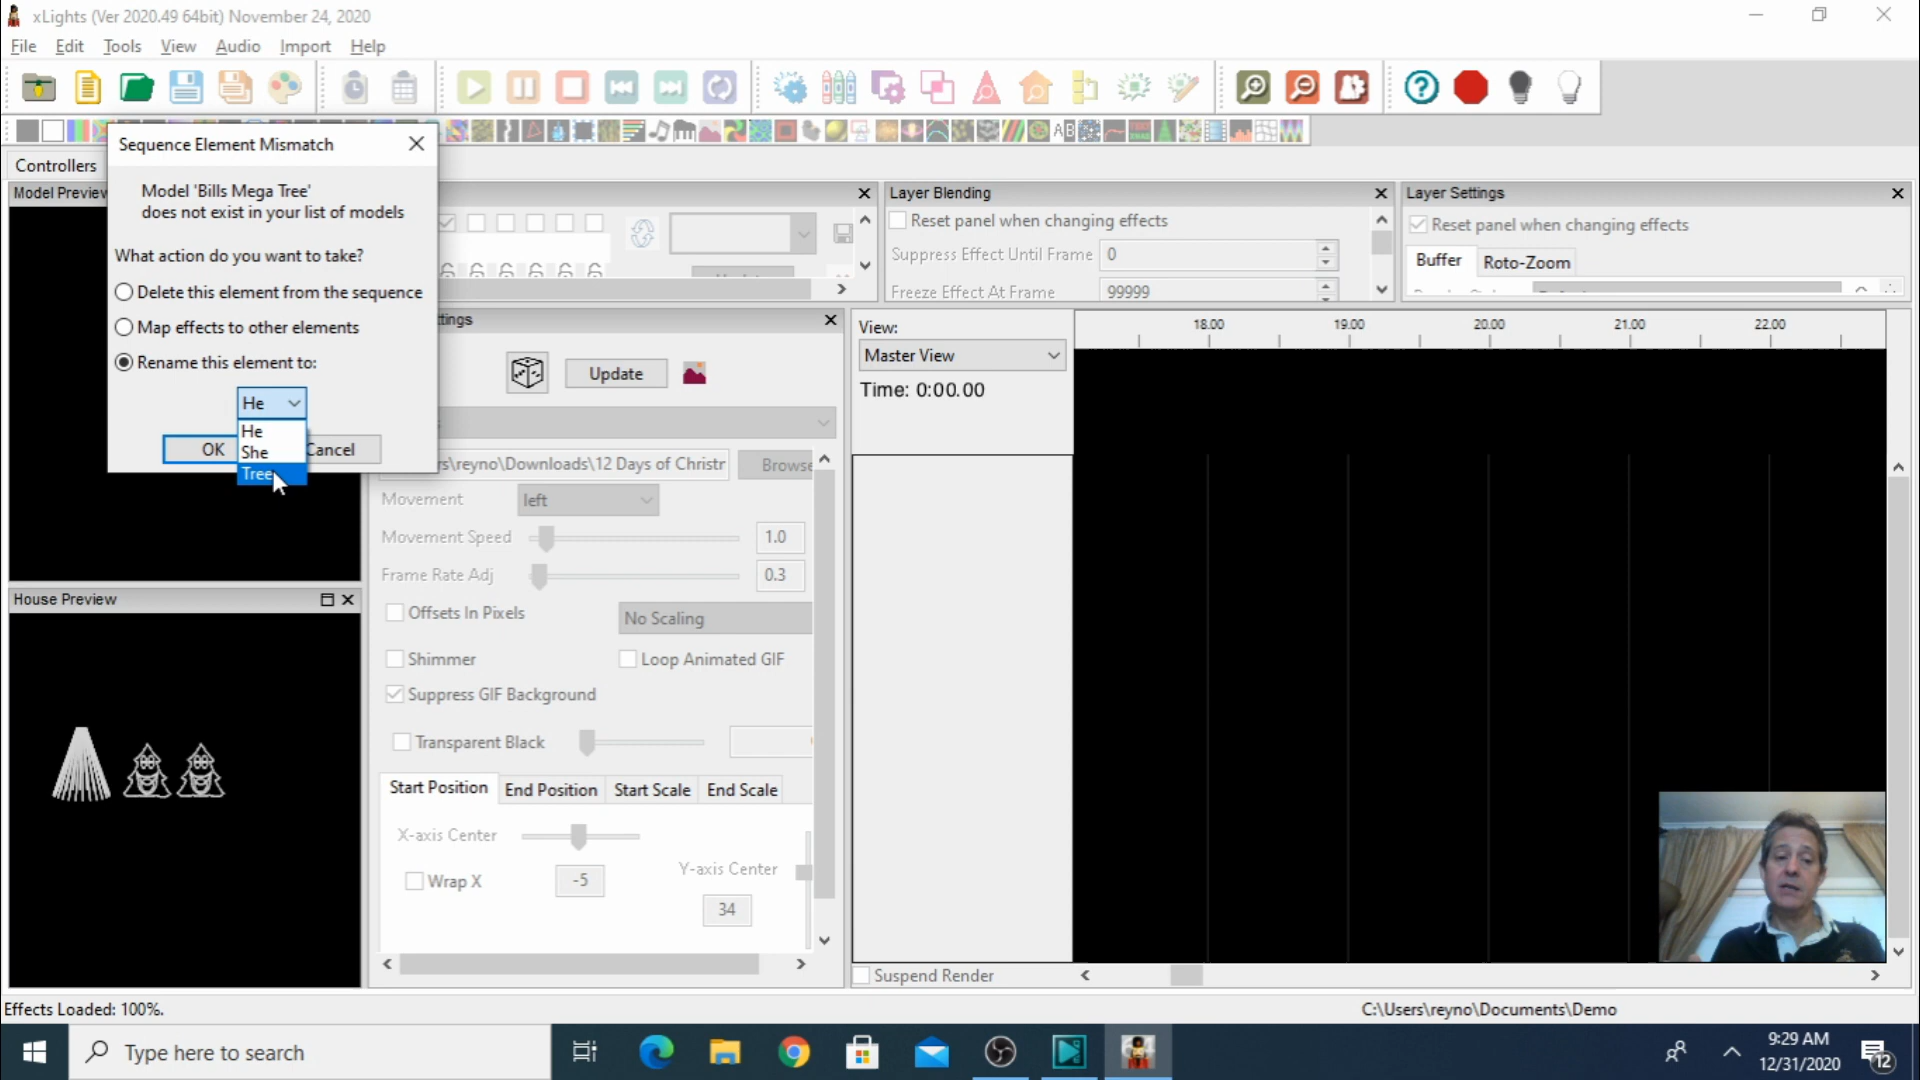 xLights (Ver 2020.49 64bit) November 24, 2020
File Edit Tools View Audio Import Help
Controllers
Sequence Element Mismatch
Model 'Bills Mega Tree'
does not exist in your list of models
What action do you want to take?
Delete this element from the sequence
Map effects to other elements
Rename this element to:
He
He
She
Tree
OK
Cancel
Model Preview
House Preview
Update
Browse
12 Days of Christr
Movement
left
Movement Speed
1.0
Frame Rate Adj
0.3
Offsets In Pixels
No Scaling
Shimmer
Loop Animated GIF
Suppress GIF Background
Transparent Black
Start Position End Position Start Scale End Scale
X-axis Center
Wrap X
-5
Y-axis Center
34
Layer Blending
Reset panel when changing effects
Suppress Effect Until Frame 0
Freeze Effect At Frame 99999
Layer Settings
Reset panel when changing effects
Buffer Roto-Zoom
View:
Master View
Time: 0:00.00
18.00 19.00 20.00 21.00 22.00
Suspend Render
Effects Loaded: 100%.
C:\Users\reyno\Documents\Demo
Type here to search
9:29 AM
12/31/2020
12